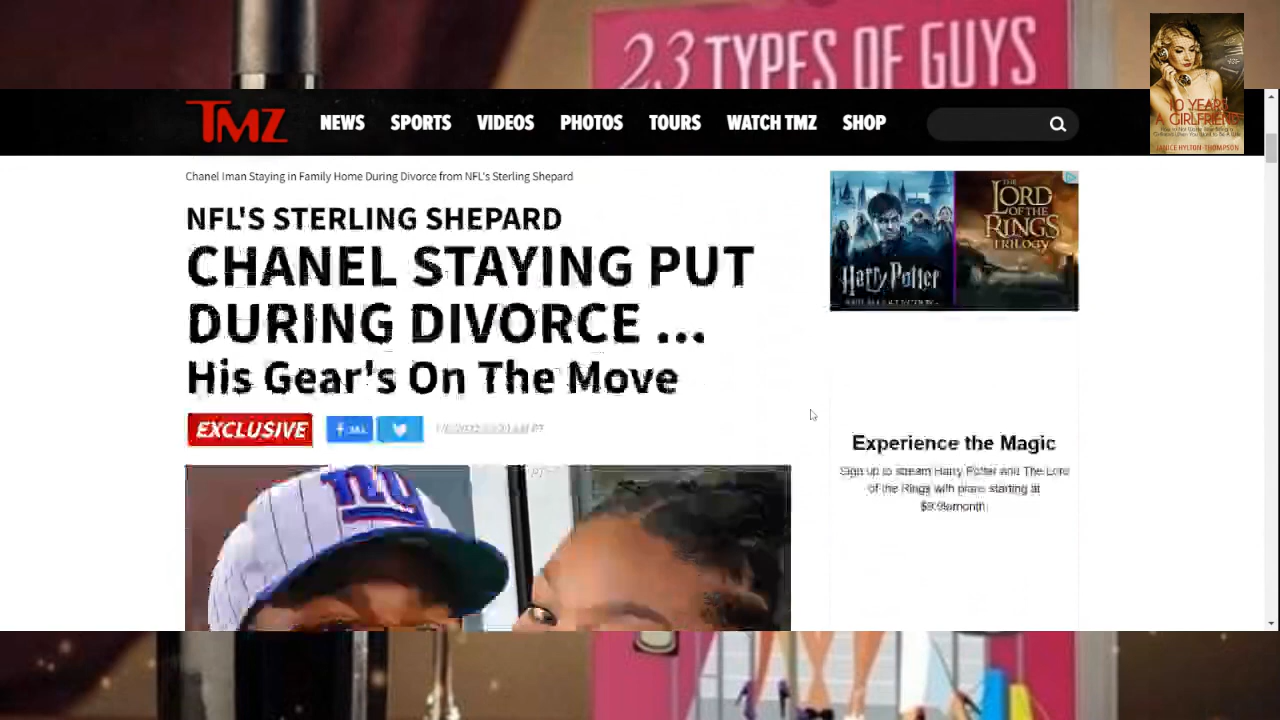 23 TYPES OF GUYS
10 YEARS
A GIRLFRIEND
JANICE HYLTON-THOMPSON
TMZ
NEWS SPORTS VIDEOS PHOTOS TOURS WATCH TMZ SHOP
Chanel Iman Staying in Family Home During Divorce from NFL's Sterling Shepard
NFL'S STERLING SHEPARD
CHANEL STAYING PUT
DURING DIVORCE ...
His Gear's On The Move
EXCLUSIVE
Harry Potter
THE
LORD
OF THE
RINGS
TRILOGY
Experience the Magic
Sign up to stream Harry Potter and The Lord
of the Rings with plans starting at
NY